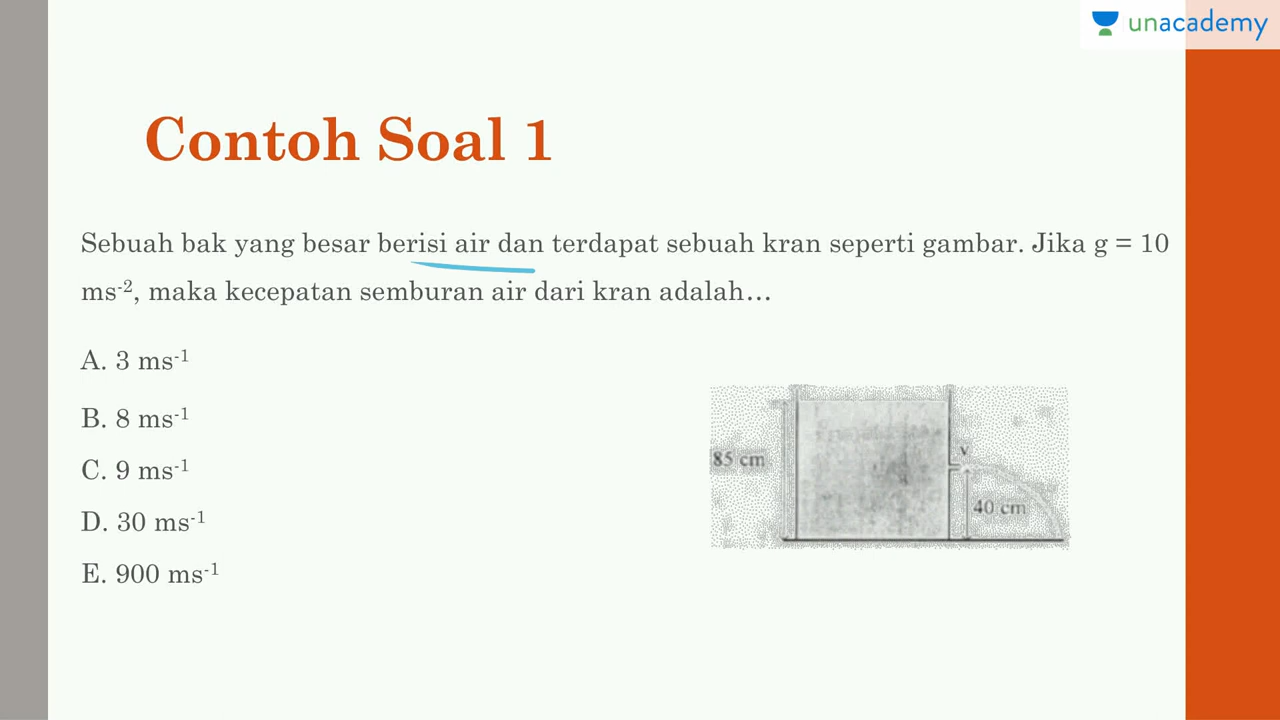 unacademy
Contoh Soal 1
Sebuah bak yang besar berisi air dan terdapat sebuah kran seperti gambar. Jika g = 10
ms⁻², maka kecepatan semburan air dari kran adalah…
A. 3 ms⁻¹
B. 8 ms⁻¹
C. 9 ms⁻¹
D. 30 ms⁻¹
E. 900 ms⁻¹
85 cm
v
40 cm